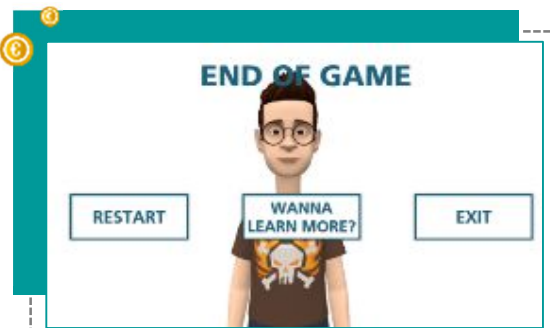 END OF GAME
RESTART
WANNA
LEARN MORE?
EXIT